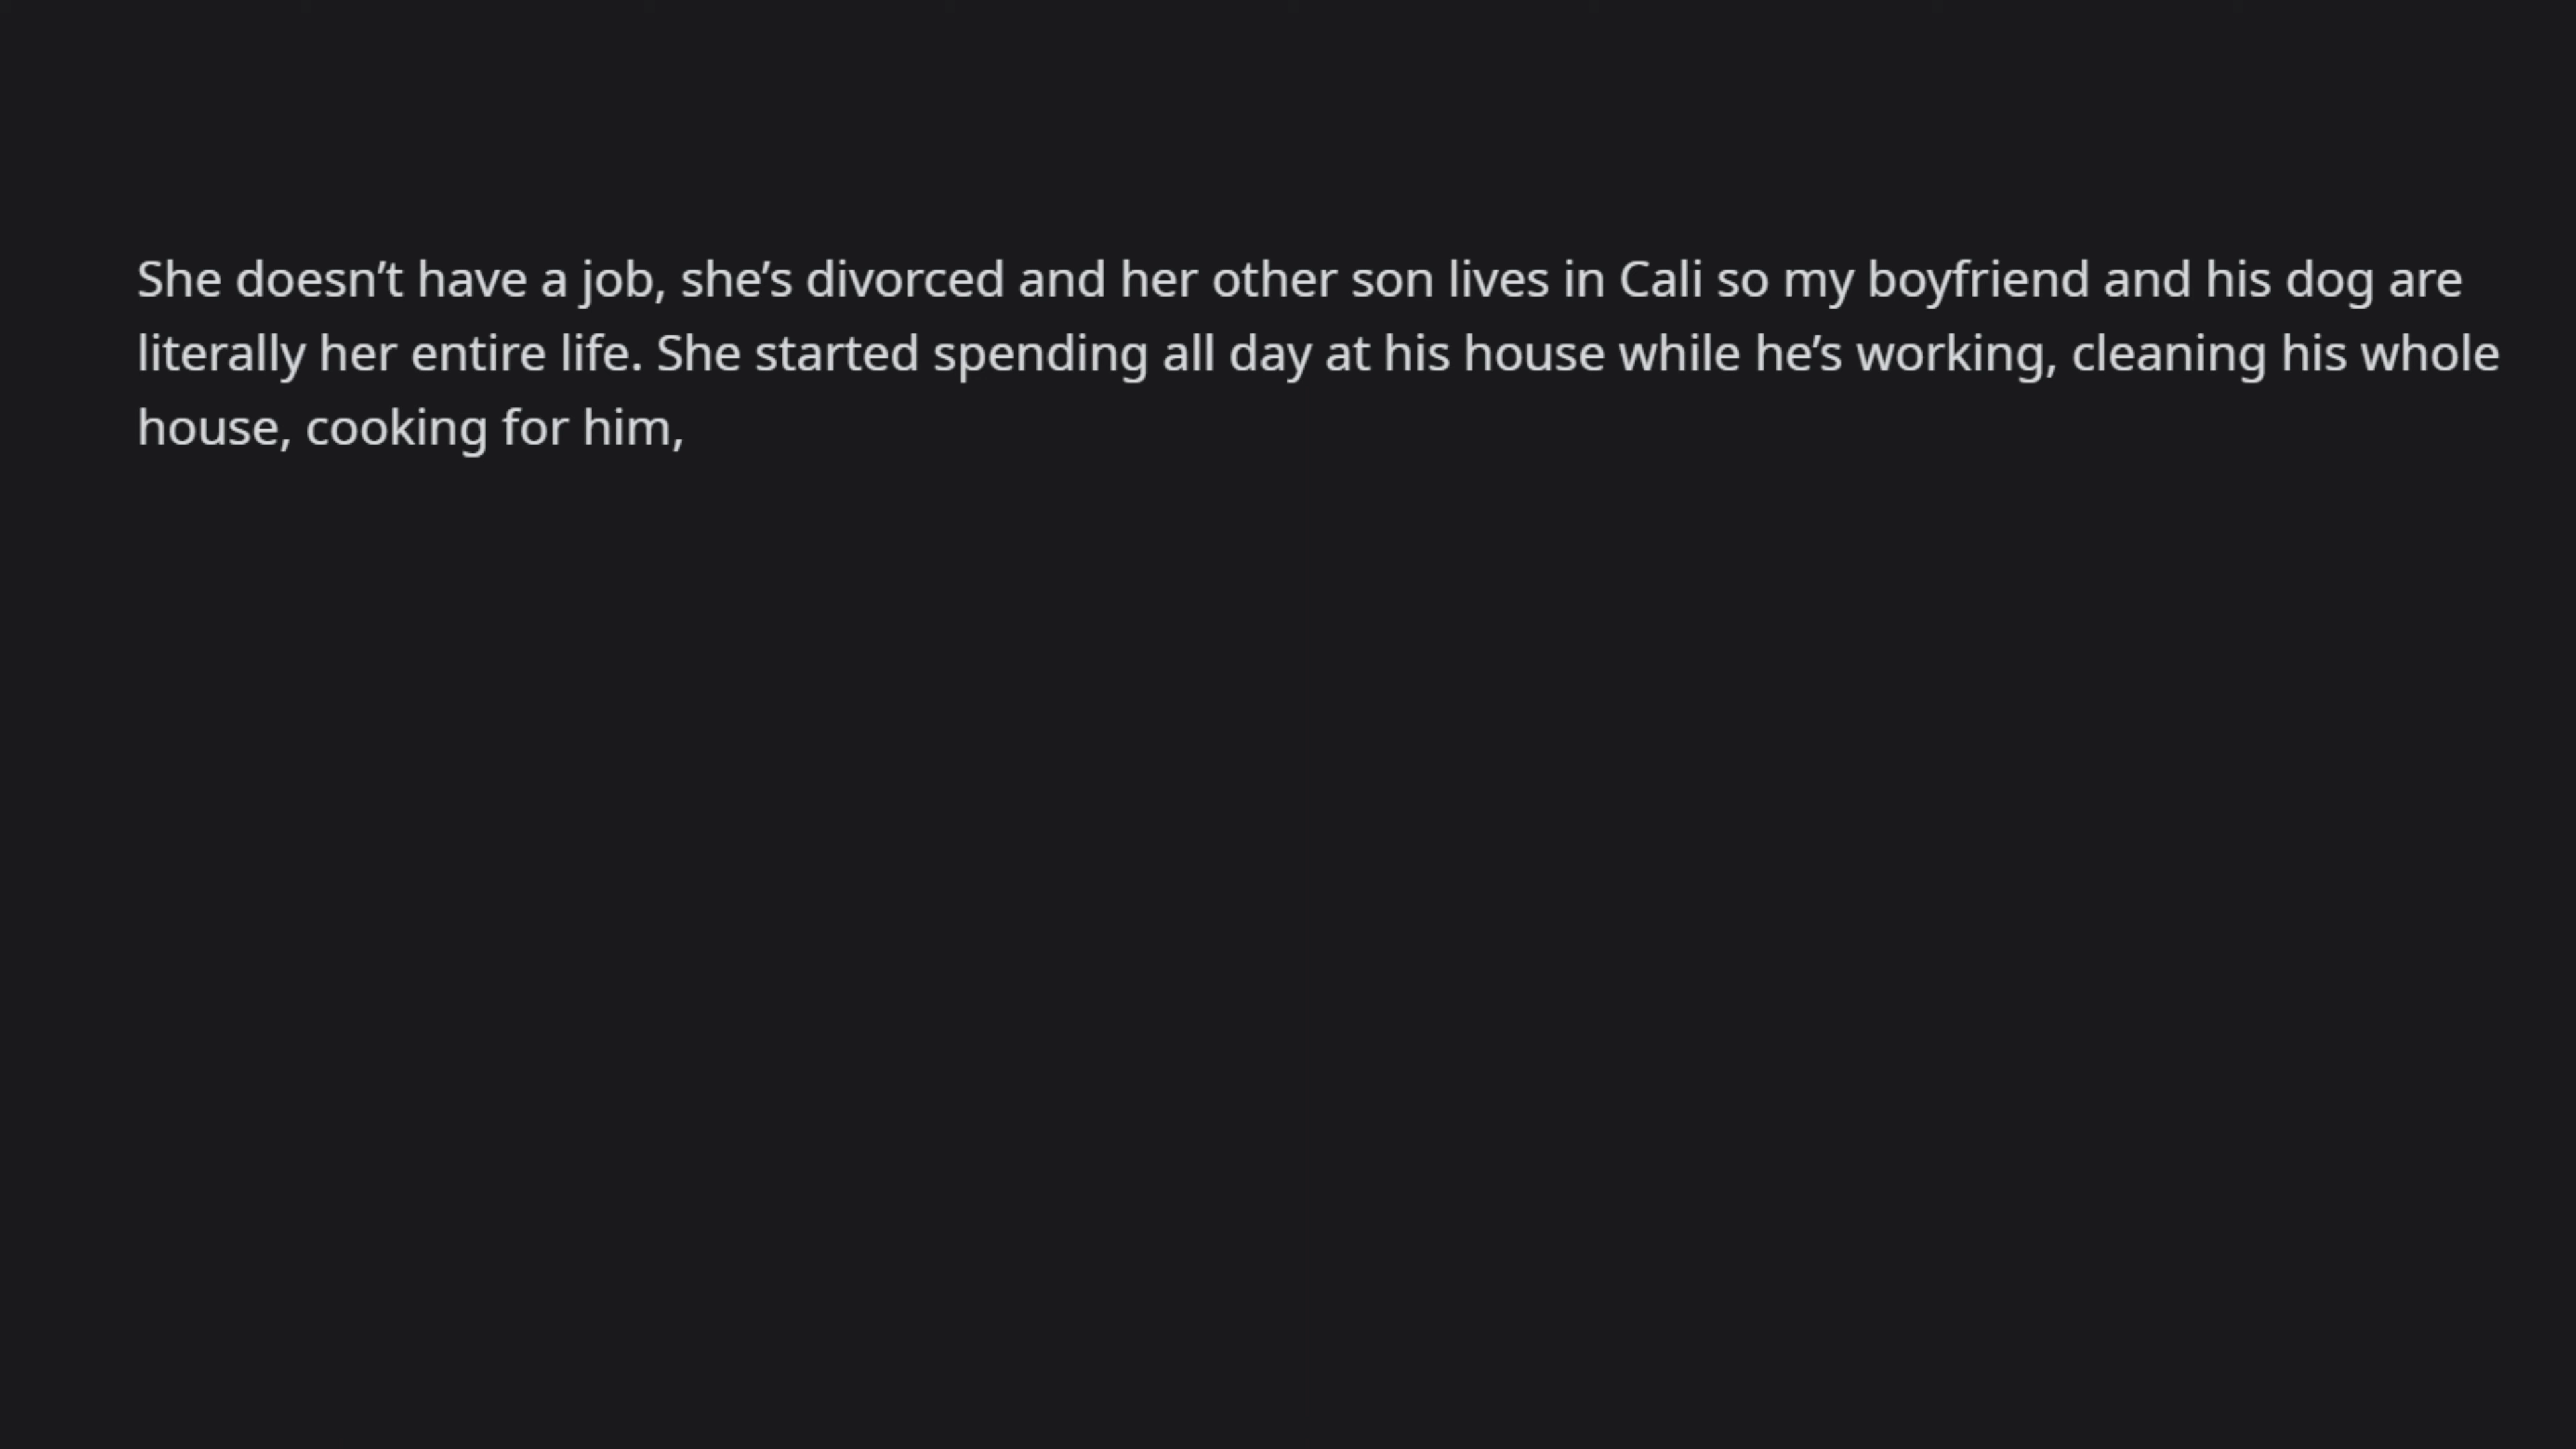 She doesn’t have a job, she’s divorced and her other son lives in Cali so my boyfriend and his dog are
literally her entire life. She started spending all day at his house while he’s working, cleaning his whole
house, cooking for him,